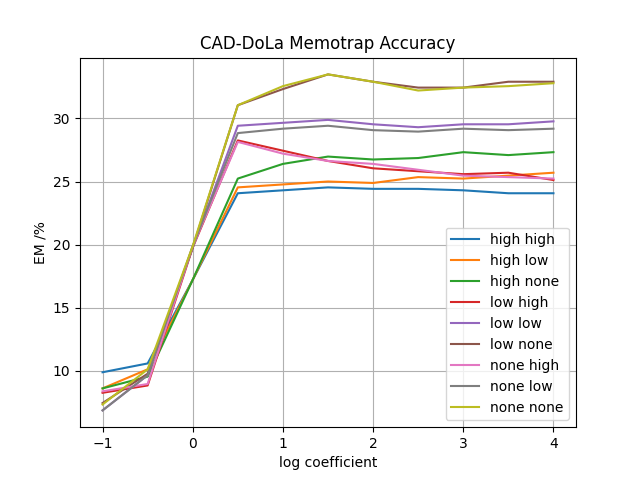 CAD-DoLa Memotrap Accuracy
EM /%
30
25
20
15
10
high high
high low
high none
low high
low low
low none
none high
none low
none none
−1 0 1 2 3 4
log coefficient